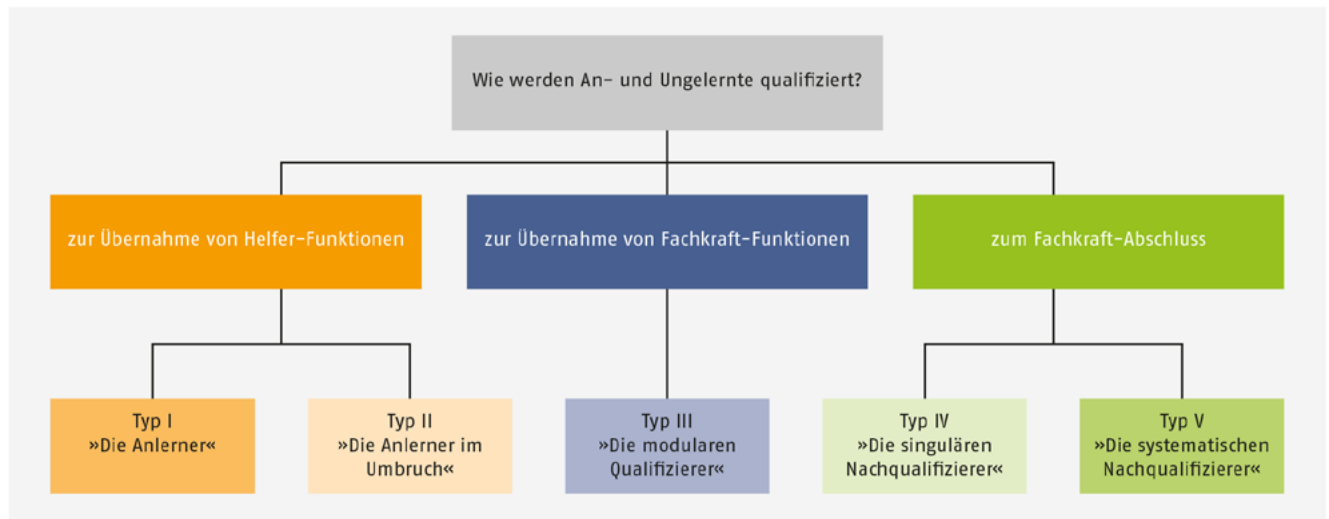 Wie werden An- und Ungelernte qualifiziert?
zur Übernahme von Helfer-Funktionen
zur Übernahme von Fachkraft-Funktionen
zum Fachkraft-Abschluss
Typ I
»Die Anlerner«
Typ II
»Die Anlerner im
Umbruch«
Typ III
»Die modularen
Qualifizierer«
Typ IV
»Die singulären
Nachqualifizierer«
Typ V
»Die systematischen
Nachqualifizierer«